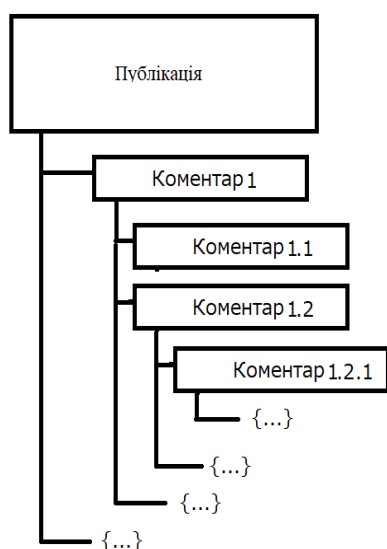 Публікація
Коментар 1
Коментар 1.1
Коментар 1.2
Коментар 1.2.1
{...}
{...}
{...}
{...}